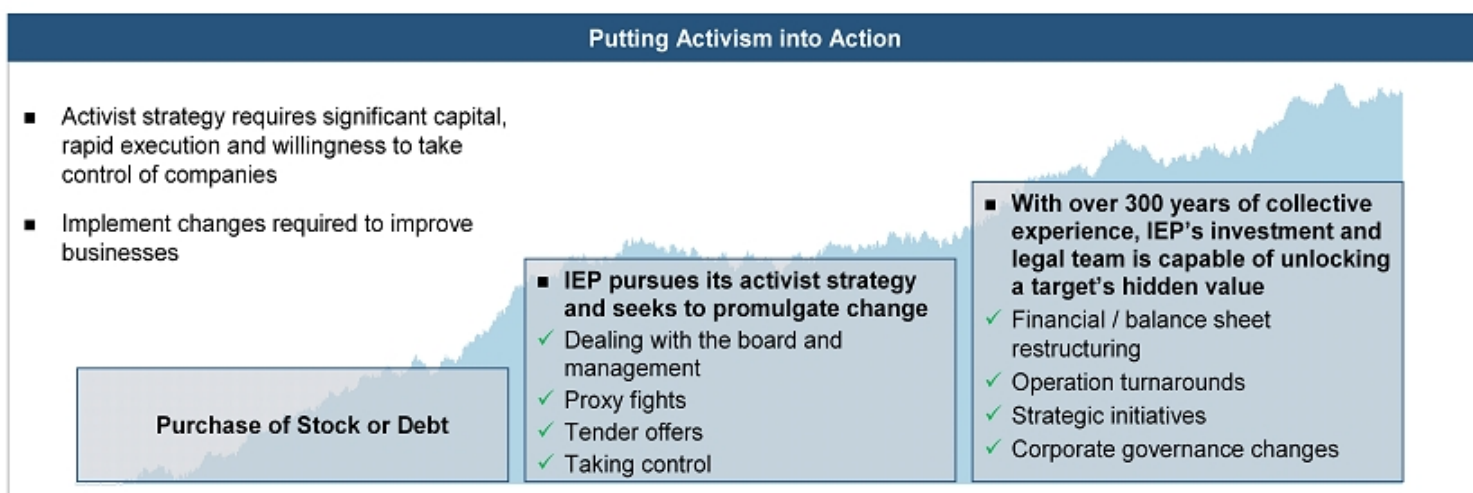 Putting Activism into Action
■ Activist strategy requires significant capital,
rapid execution and willingness to take
control of companies
■ Implement changes required to improve
businesses
Purchase of Stock or Debt
■ IEP pursues its activist strategy
and seeks to promulgate change
✓ Dealing with the board and
management
✓ Proxy fights
✓ Tender offers
✓ Taking control
■ With over 300 years of collective
experience, IEP's investment and
legal team is capable of unlocking
a target's hidden value
✓ Financial / balance sheet
restructuring
✓ Operation turnarounds
✓ Strategic initiatives
✓ Corporate governance changes